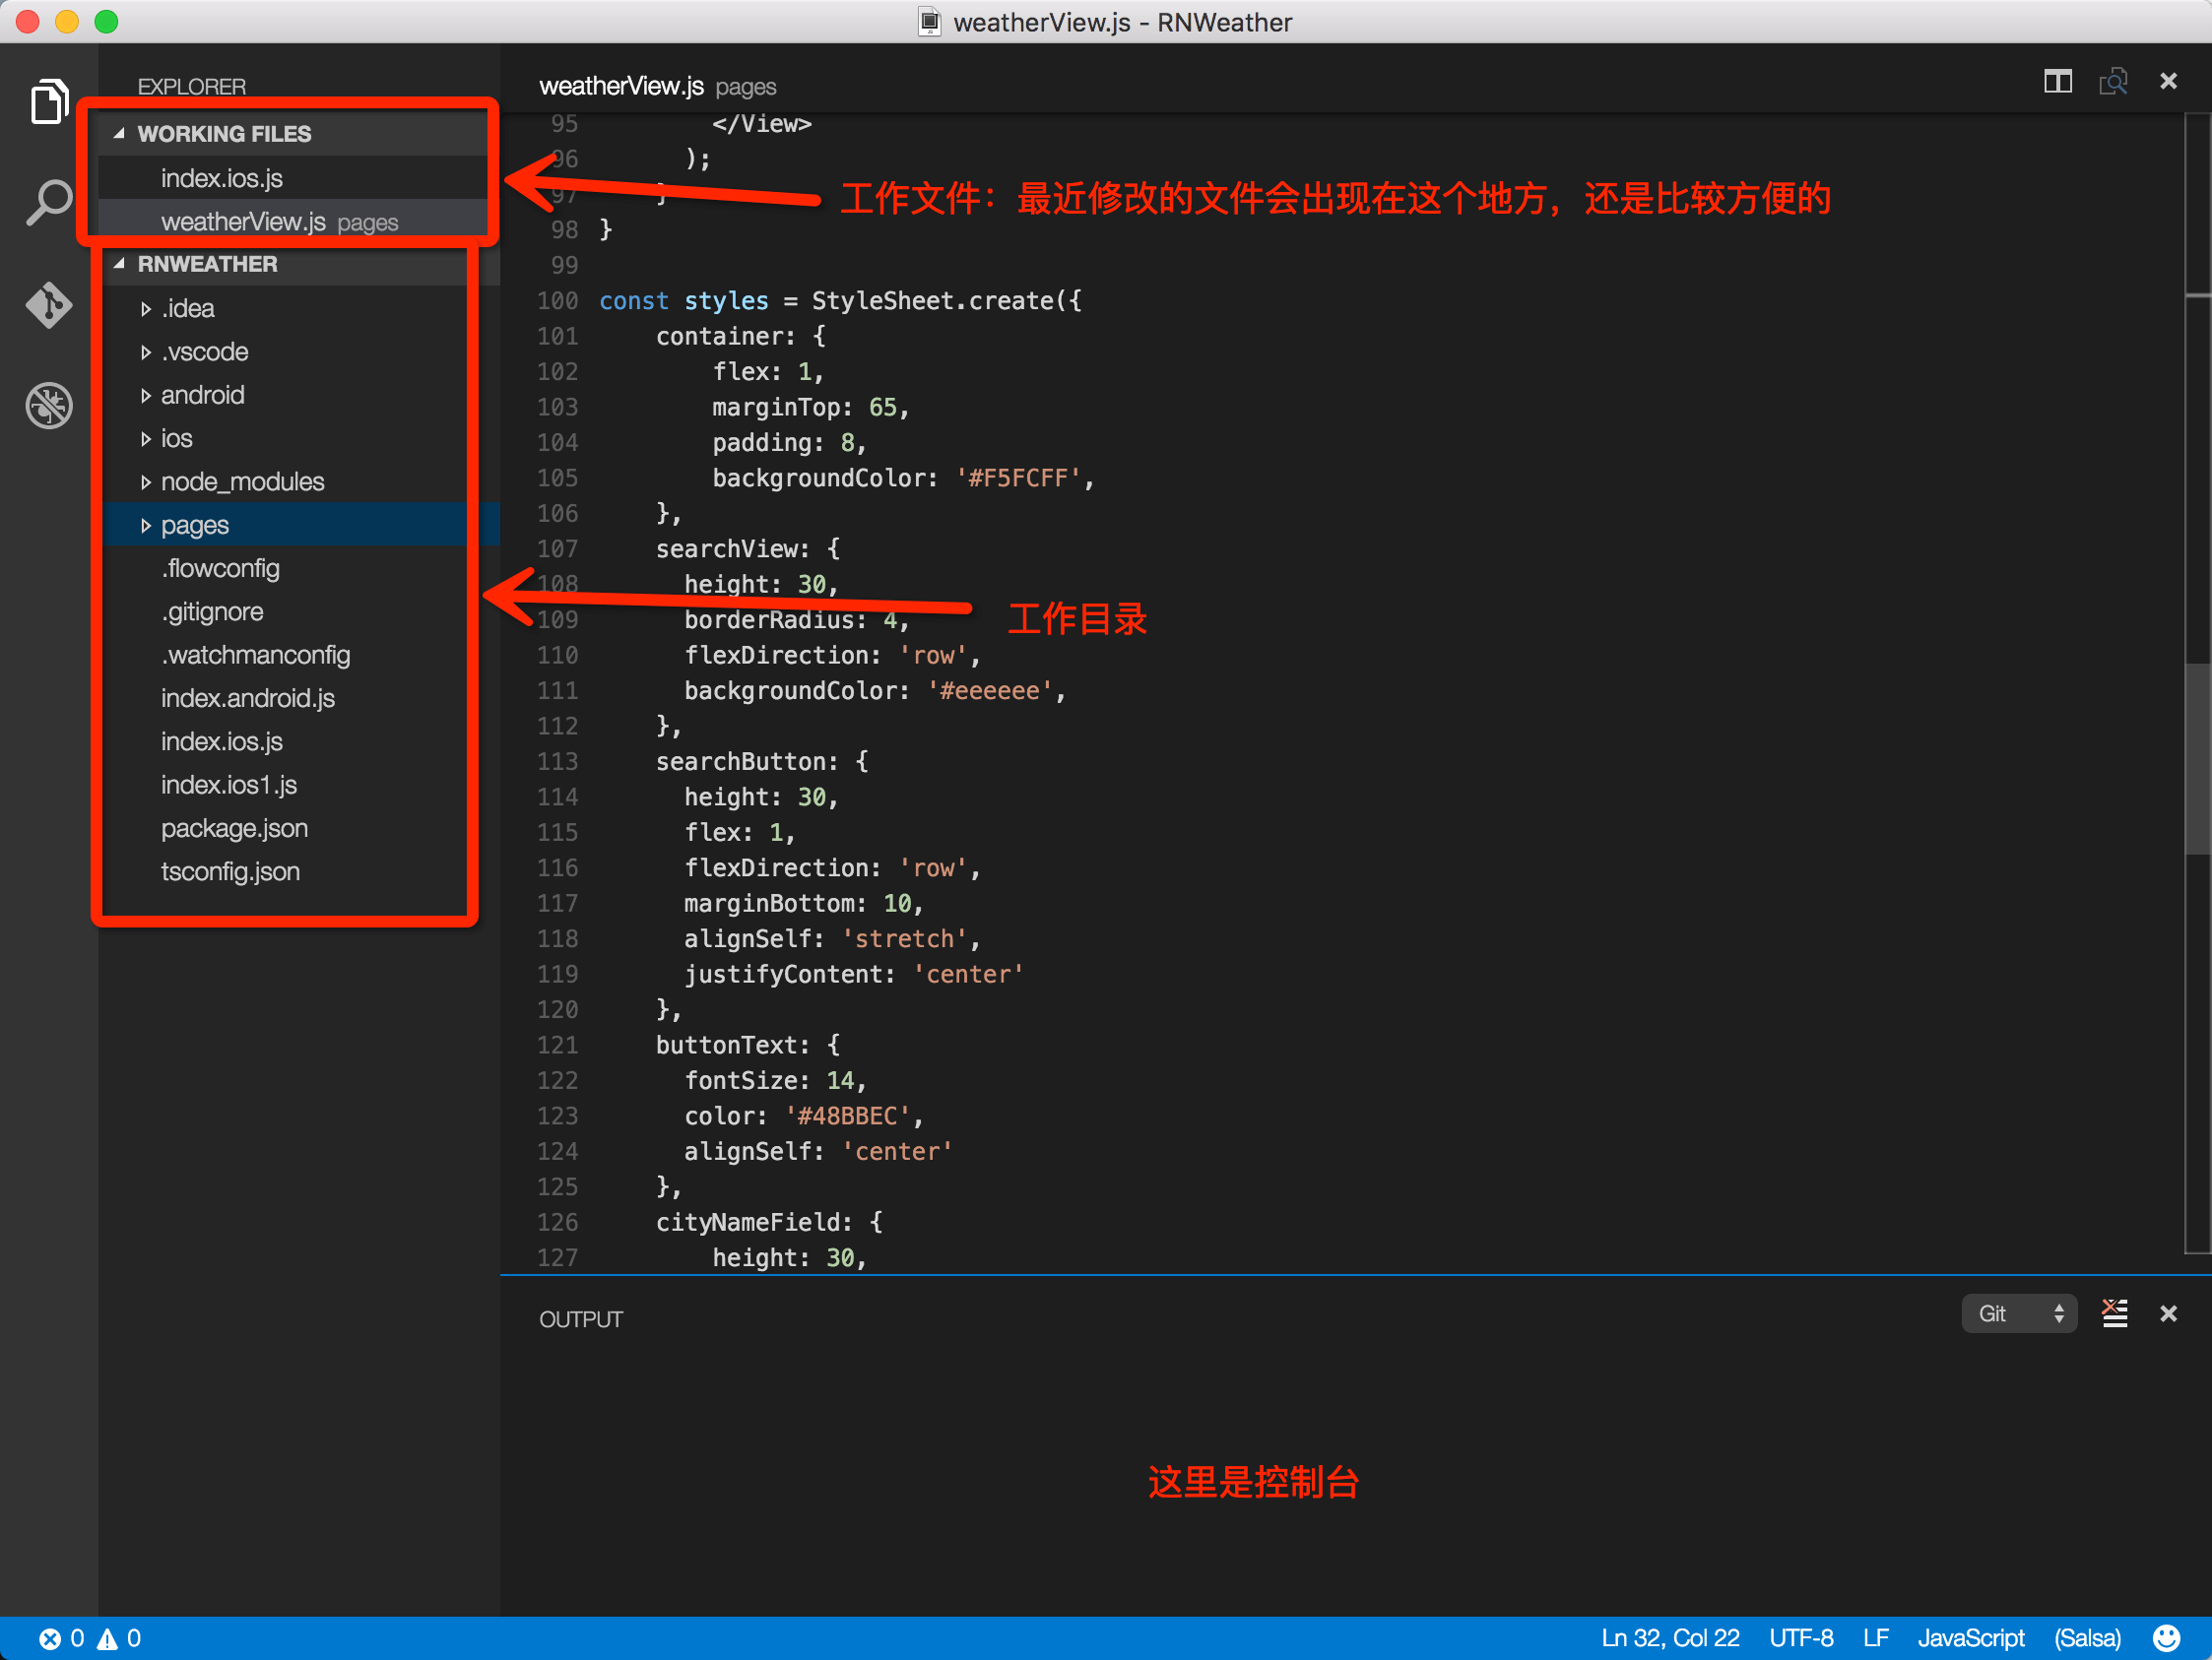 weatherView.js - RNWeather
EXPLORER
WORKING FILES
index.ios.js
weatherView.js pages
RNWEATHER
.idea
.vscode
android
ios
node_modules
pages
.flowconfig
.gitignore
.watchmanconfig
index.android.js
index.ios.js
index.ios1.js
package.json
tsconfig.json
weatherView.js pages
95 </View>
96 );
97 }
工作文件：最近修改的文件会出现在这个地方，还是比较方便的
98 }
99
100 const styles = StyleSheet.create({
101 container: {
102 flex: 1,
103 marginTop: 65,
104 padding: 8,
105 backgroundColor: '#F5FCFF',
106 },
107 searchView: {
108 height: 30,
109 borderRadius: 4,
工作目录
110 flexDirection: 'row',
111 backgroundColor: '#eeeeee',
112 },
113 searchButton: {
114 height: 30,
115 flex: 1,
116 flexDirection: 'row',
117 marginBottom: 10,
118 alignSelf: 'stretch',
119 justifyContent: 'center'
120 },
121 buttonText: {
122 fontSize: 14,
123 color: '#48BBEC',
124 alignSelf: 'center'
125 },
126 cityNameField: {
127 height: 30,
OUTPUT
Git
这里是控制台
0 0
Ln 32, Col 22 UTF-8 LF JavaScript (Salsa)